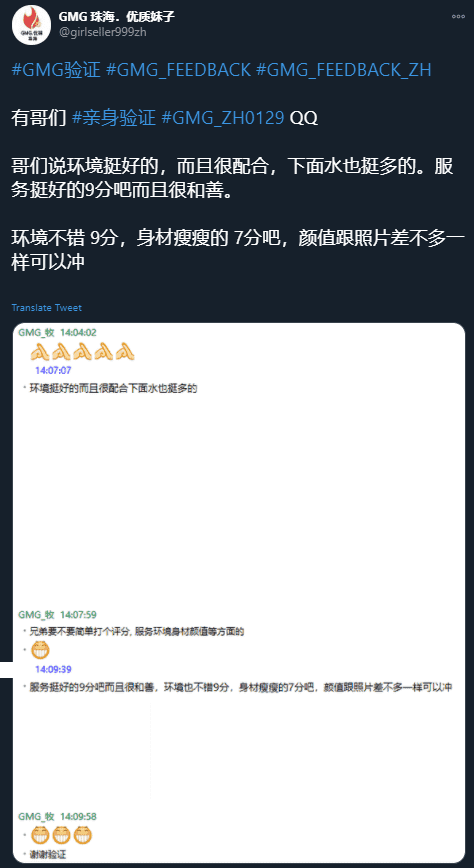 GMG 珠海．优质妹子
@girlseller999zh
#GMG验证 #GMG_FEEDBACK #GMG_FEEDBACK_ZH
有哥们 #亲身验证 #GMG_ZH0129 QQ
哥们说环境挺好的，而且很配合，下面水也挺多的。服
务挺好的9分吧而且很和善。
环境不错 9分，身材瘦瘦的 7分吧，颜值跟照片差不多一
样可以冲
Translate Tweet
GMG_牧 14:04:02
14:07:07
环境挺好的而且很配合下面水也挺多的
GMG_牧 14:07:59
兄弟要不要简单打个评分, 服务环境身材颜值等方面的
14:09:39
服务挺好的9分吧而且很和善，环境也不错9分，身材瘦瘦的7分吧，颜值跟照片差不多一样可以冲
GMG_牧 14:09:58
谢谢验证